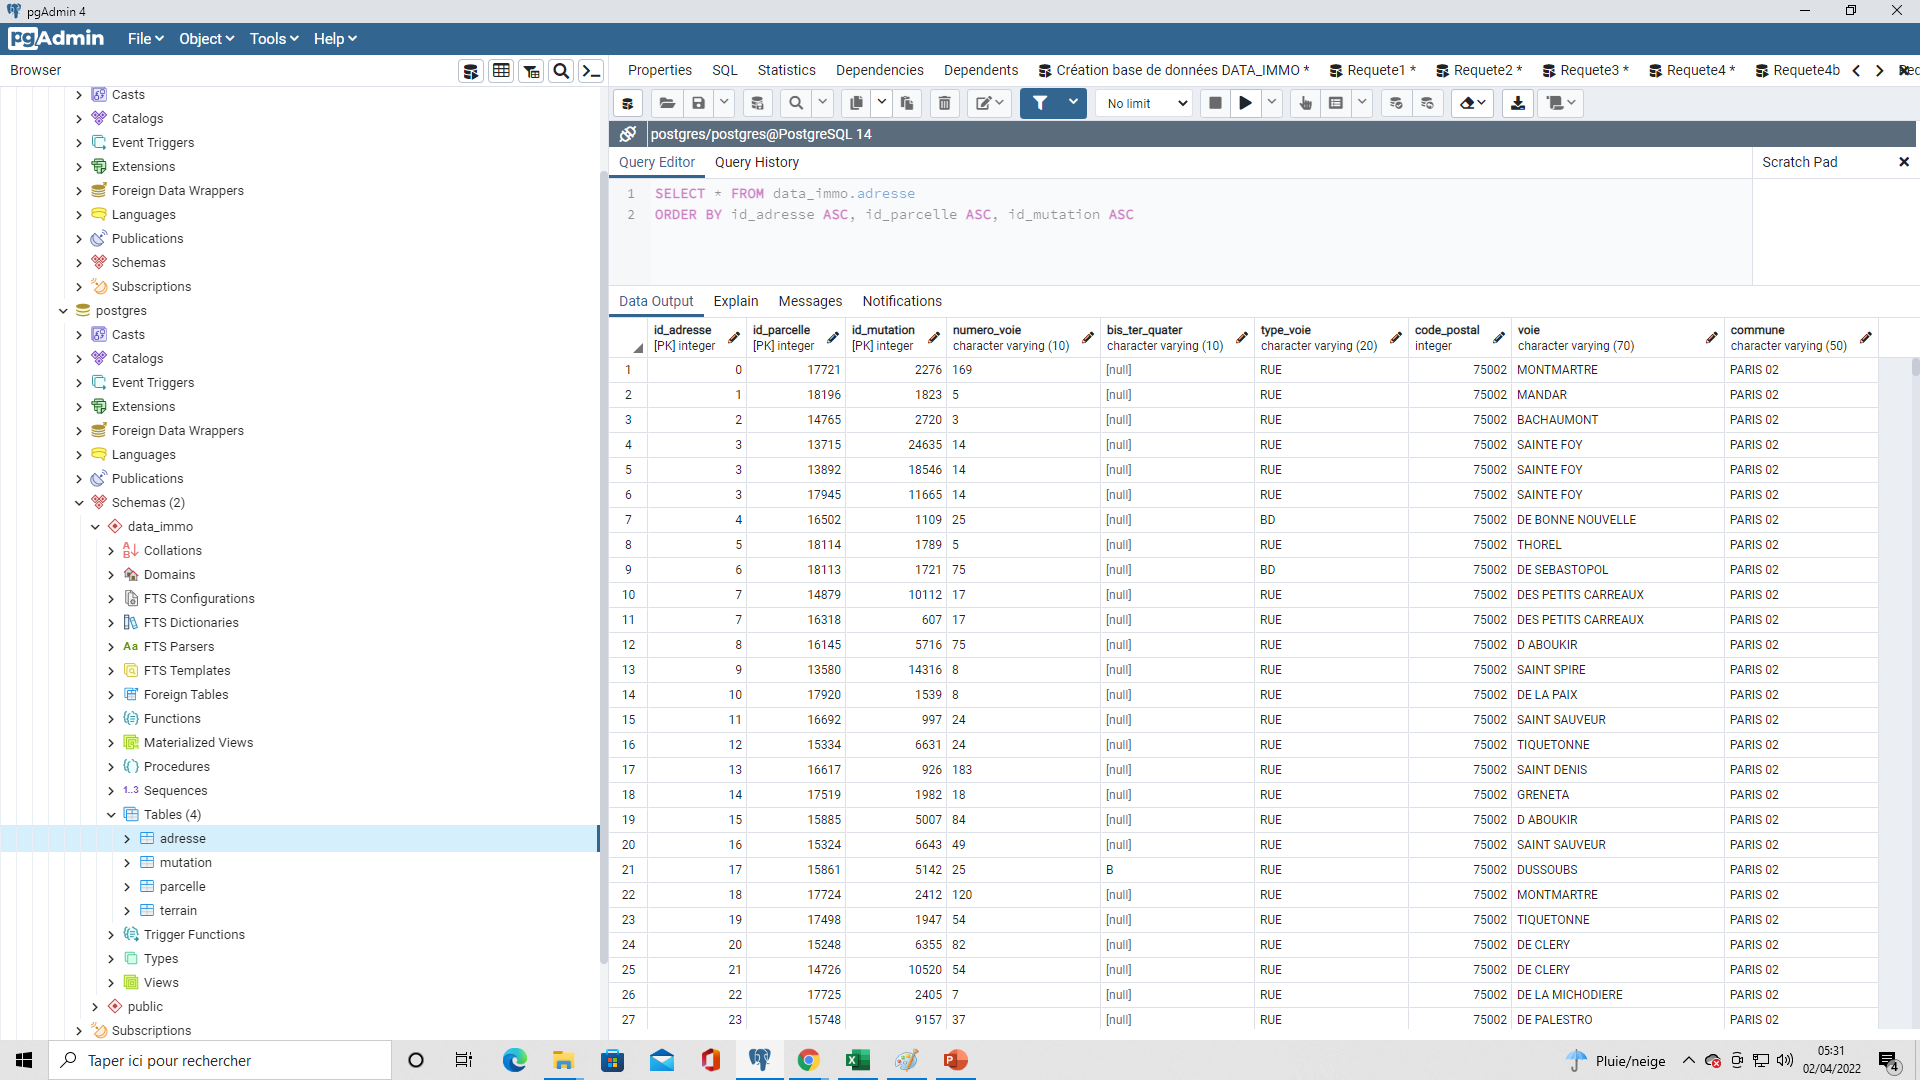 pgAdmin 4
pgAdmin File Object Tools Help
Browser
Properties SQL Statistics Dependencies Dependents Création base de données DATA_IMMO * Requete1 * Requete2 * Requete3 * Requete4 * Requete4b
No limit
postgres/postgres@PostgreSQL 14
Query Editor Query History
Scratch Pad
1 SELECT * FROM data_immo.adresse
2 ORDER BY id_adresse ASC, id_parcelle ASC, id_mutation ASC
Casts
Catalogs
Event Triggers
Extensions
Foreign Data Wrappers
Languages
Publications
Schemas
Subscriptions
postgres
Casts
Catalogs
Event Triggers
Extensions
Foreign Data Wrappers
Languages
Publications
Schemas (2)
data_immo
Collations
Domains
FTS Configurations
FTS Dictionaries
Aa FTS Parsers
FTS Templates
Foreign Tables
Functions
Materialized Views
Procedures
1..3 Sequences
Tables (4)
adresse
mutation
parcelle
terrain
Trigger Functions
Types
Views
public
Subscriptions
Data Output Explain Messages Notifications
id_adresse id_parcelle id_mutation numero_voie bis_ter_quater type_voie code_postal voie commune
[PK] integer [PK] integer [PK] integer character varying (10) character varying (10) character varying (20) integer character varying (70) character varying (50)
1 0 17721 2276 169 [null] RUE 75002 MONTMARTRE PARIS 02
2 1 18196 1823 5 [null] RUE 75002 MANDAR PARIS 02
3 2 14765 2720 3 [null] RUE 75002 BACHAUMONT PARIS 02
4 3 13715 24635 14 [null] RUE 75002 SAINTE FOY PARIS 02
5 3 13892 18546 14 [null] RUE 75002 SAINTE FOY PARIS 02
6 3 17945 11665 14 [null] RUE 75002 SAINTE FOY PARIS 02
7 4 16502 1109 25 [null] BD 75002 DE BONNE NOUVELLE PARIS 02
8 5 18114 1789 5 [null] RUE 75002 THOREL PARIS 02
9 6 18113 1721 75 [null] BD 75002 DE SEBASTOPOL PARIS 02
10 7 14879 10112 17 [null] RUE 75002 DES PETITS CARREAUX PARIS 02
11 7 16318 607 17 [null] RUE 75002 DES PETITS CARREAUX PARIS 02
12 8 16145 5716 75 [null] RUE 75002 D ABOUKIR PARIS 02
13 9 13580 14316 8 [null] RUE 75002 SAINT SPIRE PARIS 02
14 10 17920 1539 8 [null] RUE 75002 DE LA PAIX PARIS 02
15 11 16692 997 24 [null] RUE 75002 SAINT SAUVEUR PARIS 02
16 12 15334 6631 24 [null] RUE 75002 TIQUETONNE PARIS 02
17 13 16617 926 183 [null] RUE 75002 SAINT DENIS PARIS 02
18 14 17519 1982 18 [null] RUE 75002 GRENETA PARIS 02
19 15 15885 5007 84 [null] RUE 75002 D ABOUKIR PARIS 02
20 16 15324 6643 49 [null] RUE 75002 SAINT SAUVEUR PARIS 02
21 17 15861 5142 25 B RUE 75002 DUSSOUBS PARIS 02
22 18 17724 2412 120 [null] RUE 75002 MONTMARTRE PARIS 02
23 19 17498 1947 54 [null] RUE 75002 TIQUETONNE PARIS 02
24 20 15248 6355 82 [null] RUE 75002 DE CLERY PARIS 02
25 21 14726 10520 54 [null] RUE 75002 DE CLERY PARIS 02
26 22 17725 2405 7 [null] RUE 75002 DE LA MICHODIERE PARIS 02
27 23 15748 9157 37 [null] RUE 75002 DE PALESTRO PARIS 02
Taper ici pour rechercher
Pluie/neige
05:31
02/04/2022
4